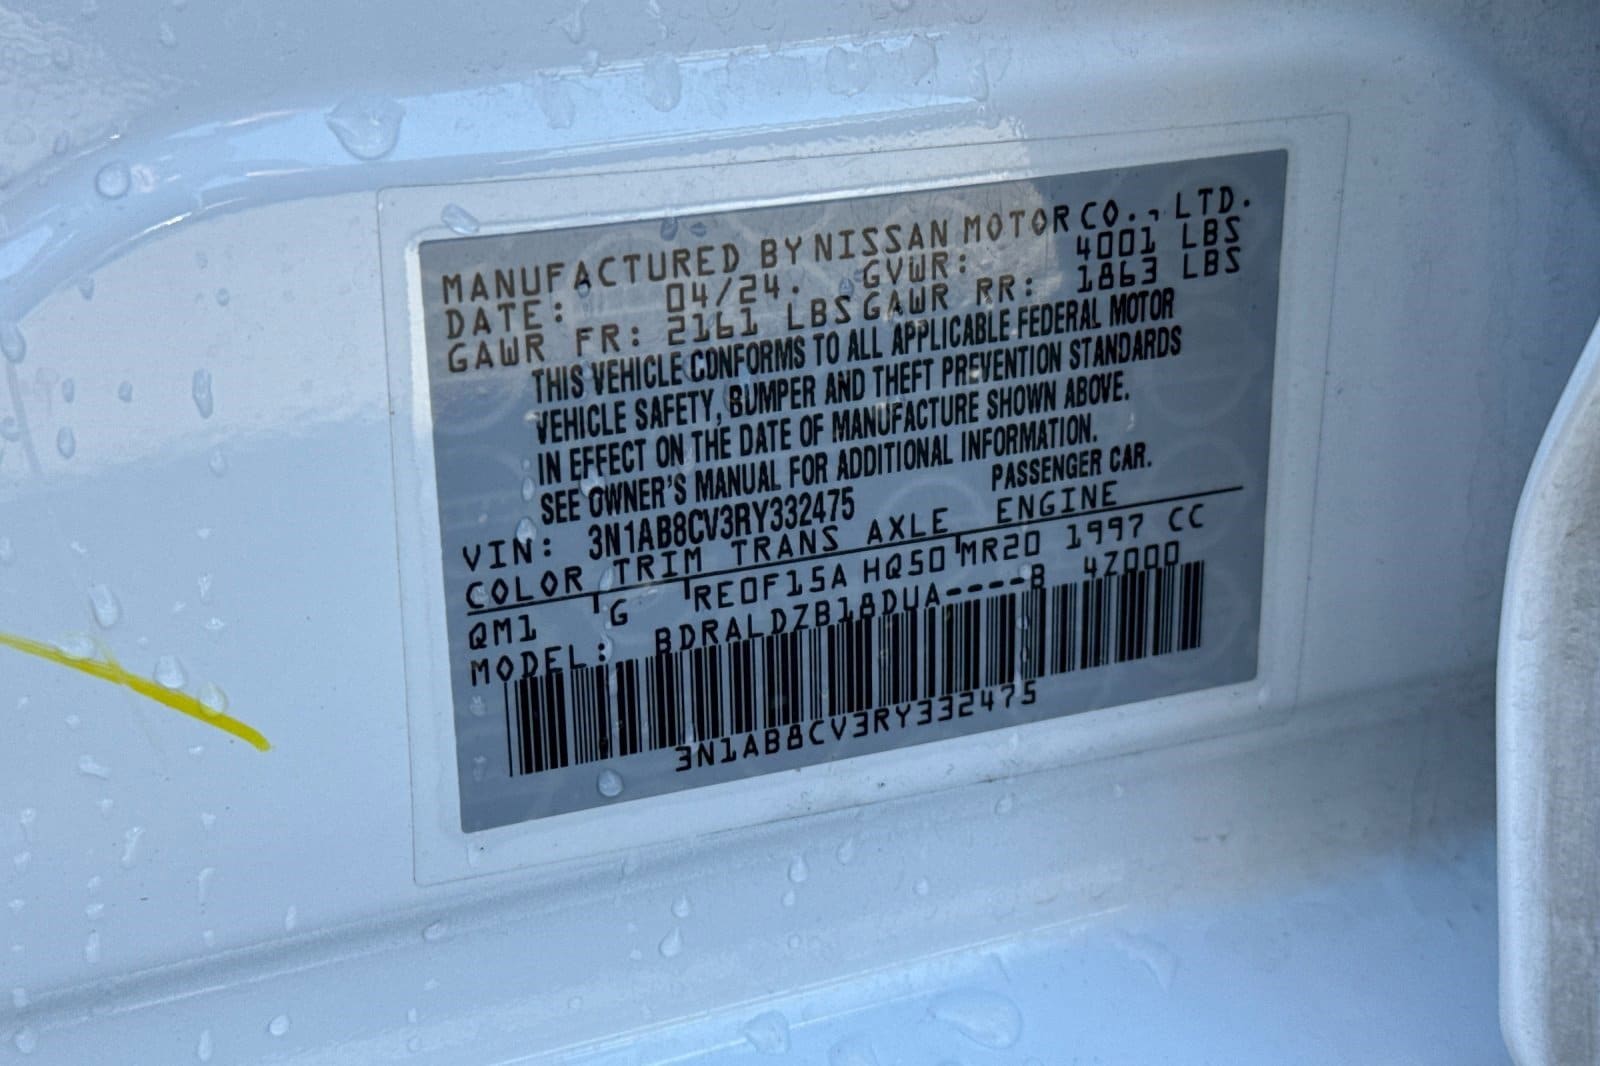 MANUFACTURED BY NISSAN MOTOR CO., LTD.
DATE: 04/24. GVWR: 4001 LBS
GAWR FR: 2161 LBS GAWR RR: 1863 LBS
THIS VEHICLE CONFORMS TO ALL APPLICABLE FEDERAL MOTOR
VEHICLE SAFETY, BUMPER AND THEFT PREVENTION STANDARDS
IN EFFECT ON THE DATE OF MANUFACTURE SHOWN ABOVE.
SEE OWNER'S MANUAL FOR ADDITIONAL INFORMATION.
VIN: 3N1AB8CV3RY332475 PASSENGER CAR.
COLOR TRIM TRANS AXLE ENGINE
QM1 G RE0F15A HQ50 MR20 1997 CC
MODEL: BDRALDZB18DUA----B 4Z000
3N1AB8CV3RY332475